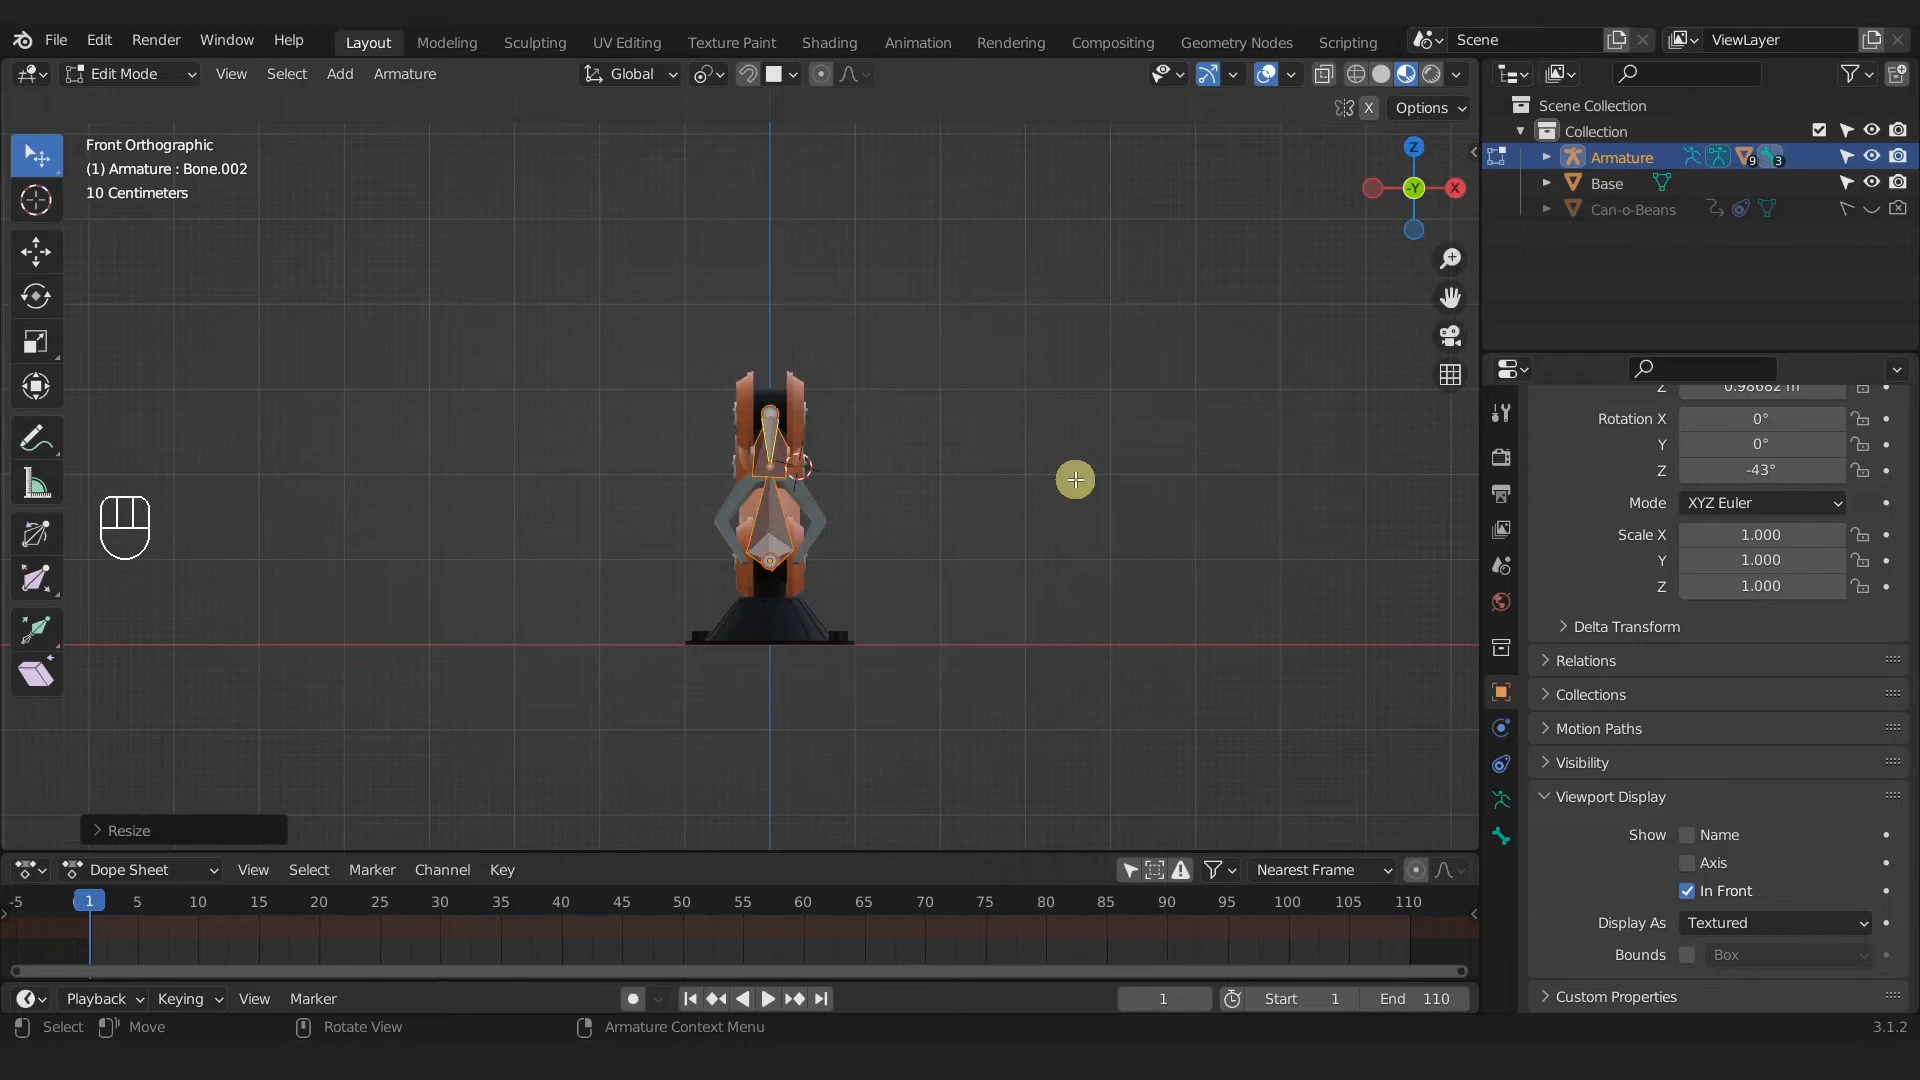 File Edit Render Window Help Layout Modeling Sculpting UV Editing Texture Paint Shading Animation Rendering Compositing Geometry Nodes Scripting Scene ViewLayer
Edit Mode View Select Add Armature Global
X Options
Front Orthographic
(1) Armature : Bone.002
10 Centimeters
Z
-Y
X
Scene Collection
Collection
Armature 9 3
Base
Can-o-Beans
Z 0.98682 m
Rotation X 0°
Y 0°
Z -43°
Mode XYZ Euler
Scale X 1.000
Y 1.000
Z 1.000
Delta Transform
Relations
Collections
Motion Paths
Visibility
Viewport Display
Show Name
Axis
In Front
Display As Textured
Bounds Box
Custom Properties
Resize
Dope Sheet View Select Marker Channel Key Nearest Frame
-5 1 5 10 15 20 25 30 35 40 45 50 55 60 65 70 75 80 85 90 95 100 105 110
Playback Keying View Marker 1 Start 1 End 110
Select Move Rotate View Armature Context Menu 3.1.2